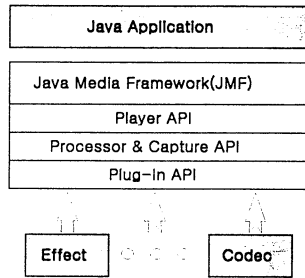 Java Application
Java Media Framework(JMF)
Player API
Processor & Capture API
Plug-In API
Effect
Codec